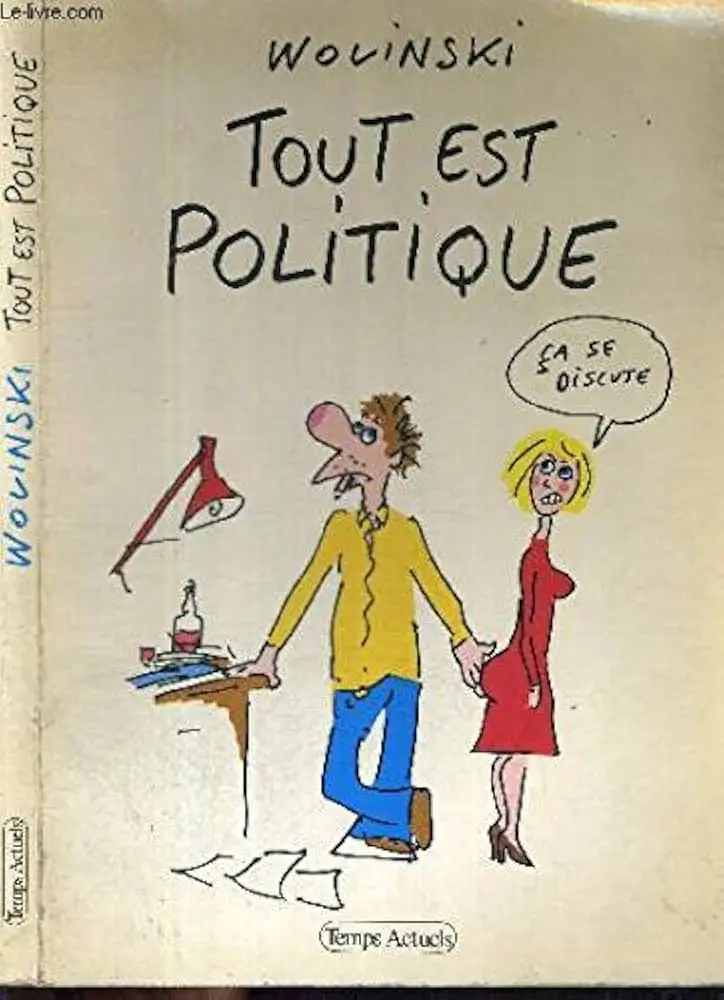 Le-livre.com
WOLINSKI
TOUT EST
POLITIQUE
ÇA SE
DISCUTE
Temps Actuels
WOLINSKI TOUT EST POLITIQUE
Temps Actuels